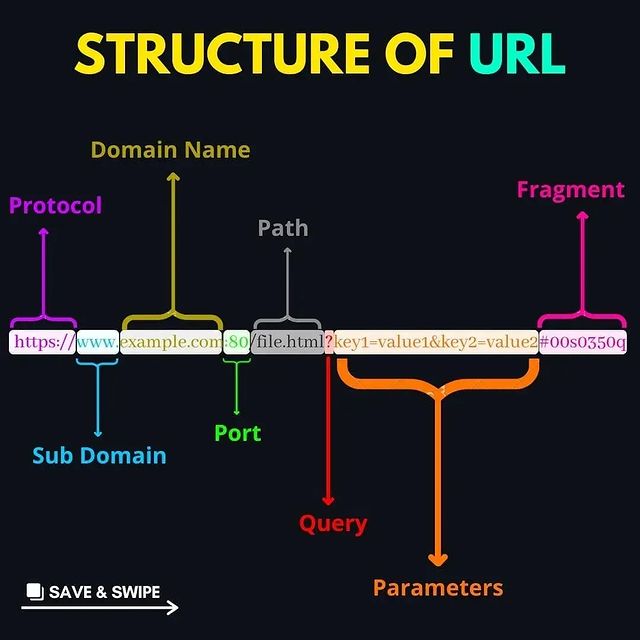 STRUCTURE OF URL
Domain Name
Protocol
Fragment
Path
https://www.example.com:80/file.html?key1=value1&key2=value2#00s0350q
Port
Sub Domain
Query
Parameters
SAVE & SWIPE